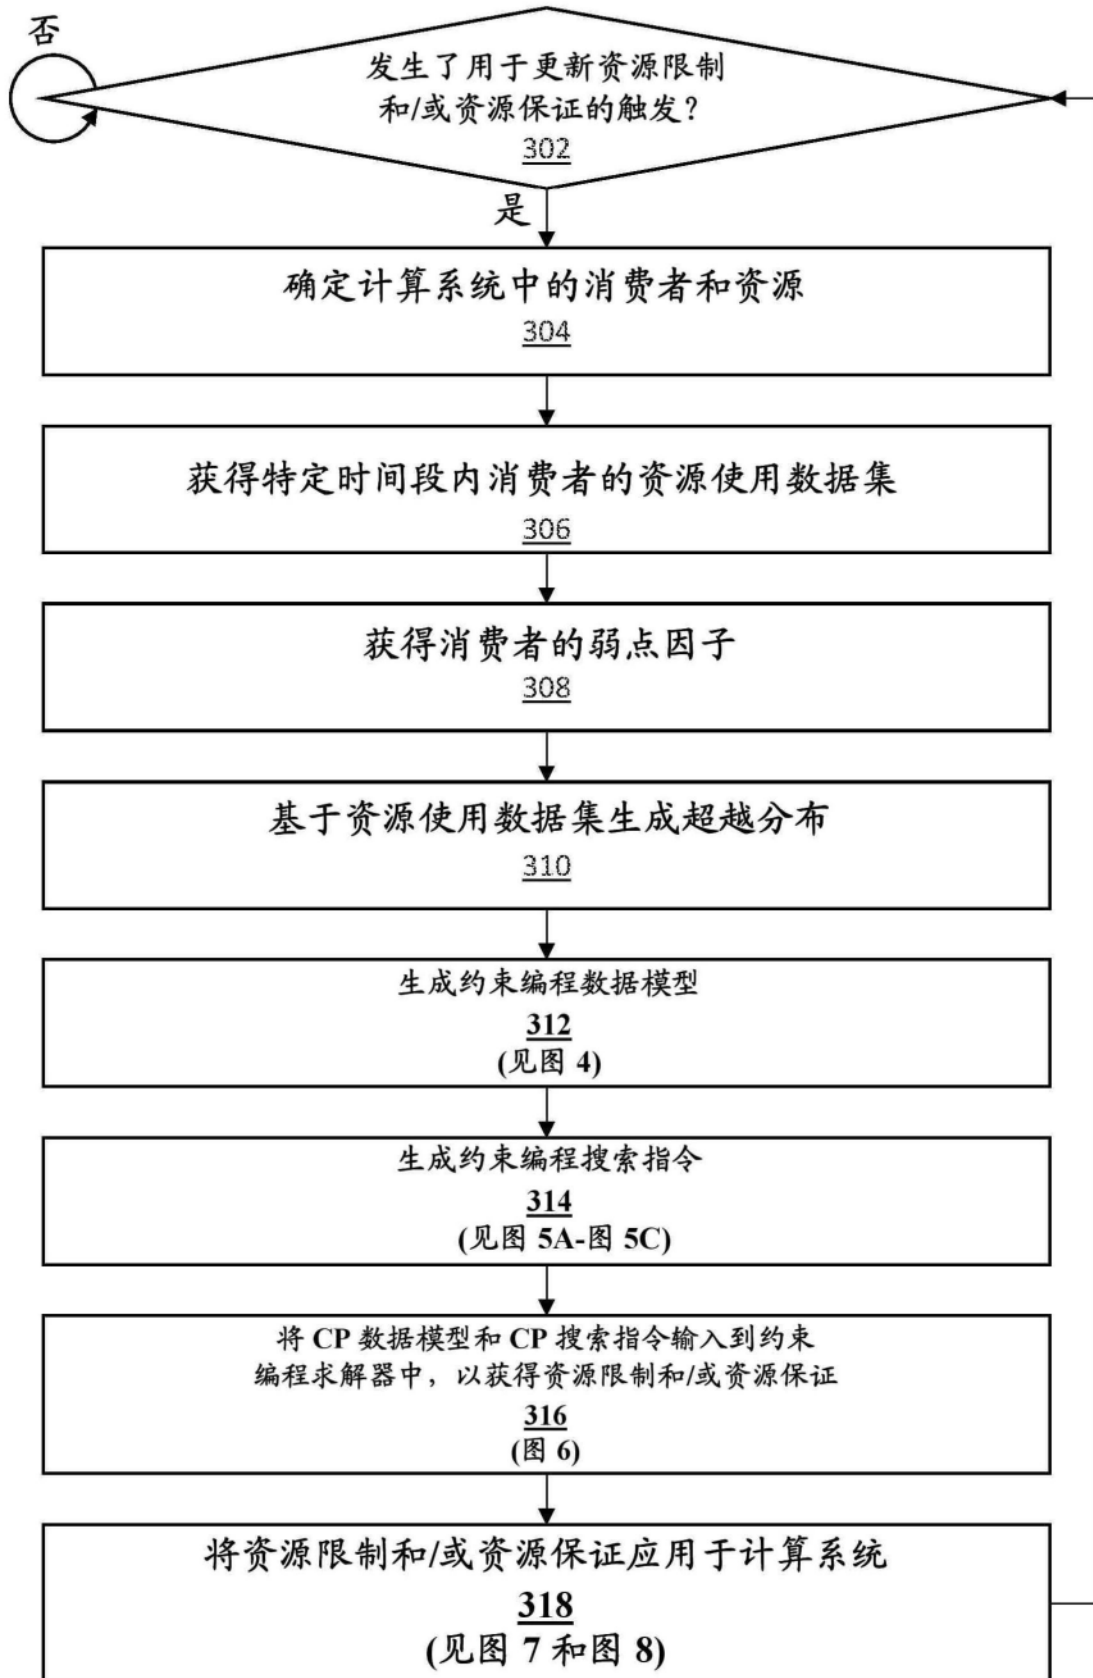 否
发生了用于更新资源限制
和/或资源保证的触发？
302
是
确定计算系统中的消费者和资源
304
获得特定时间段内消费者的资源使用数据集
306
获得消费者的弱点因子
308
基于资源使用数据集生成超越分布
310
生成约束编程数据模型
312
(见图 4)
生成约束编程搜索指令
314
(见图 5A-图 5C)
将 CP 数据模型和 CP 搜索指令输入到约束
编程求解器中，以获得资源限制和/或资源保证
316
(图 6)
将资源限制和/或资源保证应用于计算系统
318
(见图 7 和图 8)